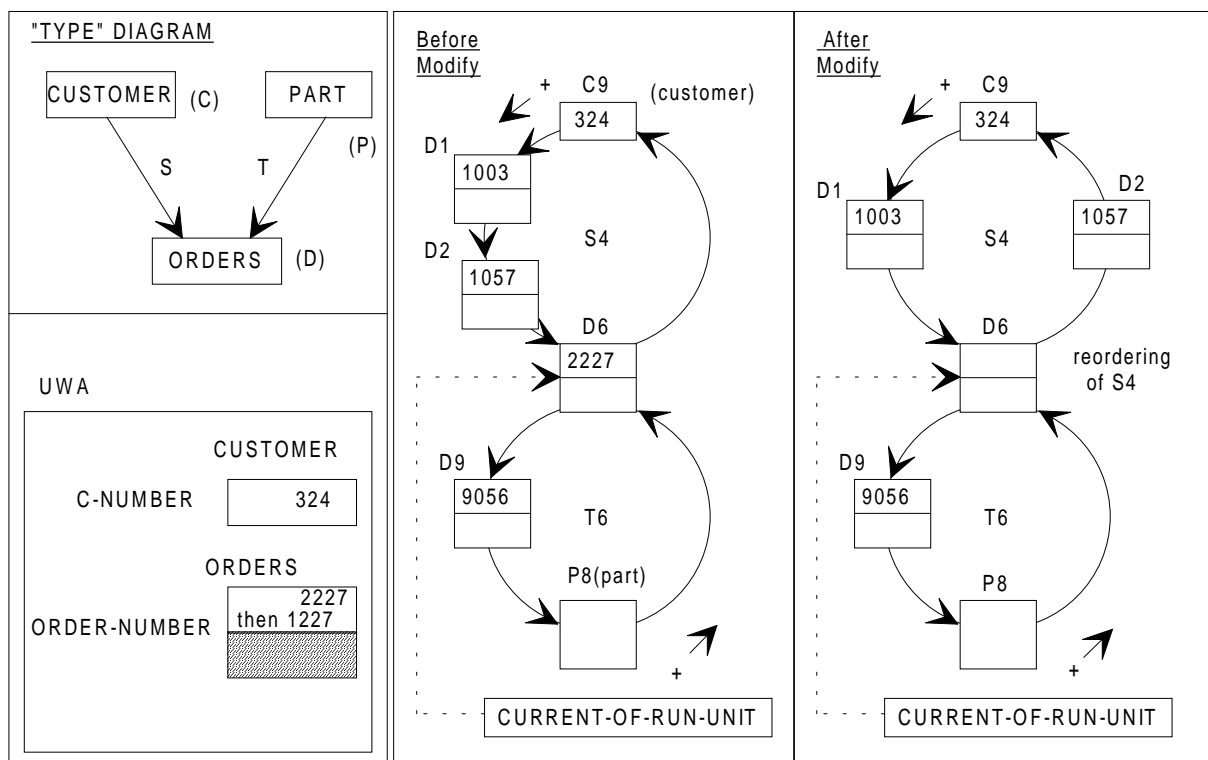 "TYPE" DIAGRAM
CUSTOMER
(C)
PART
(P)
S
T
ORDERS
(D)
UWA
CUSTOMER
C-NUMBER
324
ORDERS
ORDER-NUMBER
2227
then 1227
Before
Modify
+
C9
(customer)
324
D1
1003
S4
D2
1057
D6
2227
D9
9056
T6
P8(part)
+
CURRENT-OF-RUN-UNIT
After
Modify
+
C9
324
D1
1003
S4
D2
1057
D6
reordering
of S4
D9
9056
T6
P8
+
CURRENT-OF-RUN-UNIT